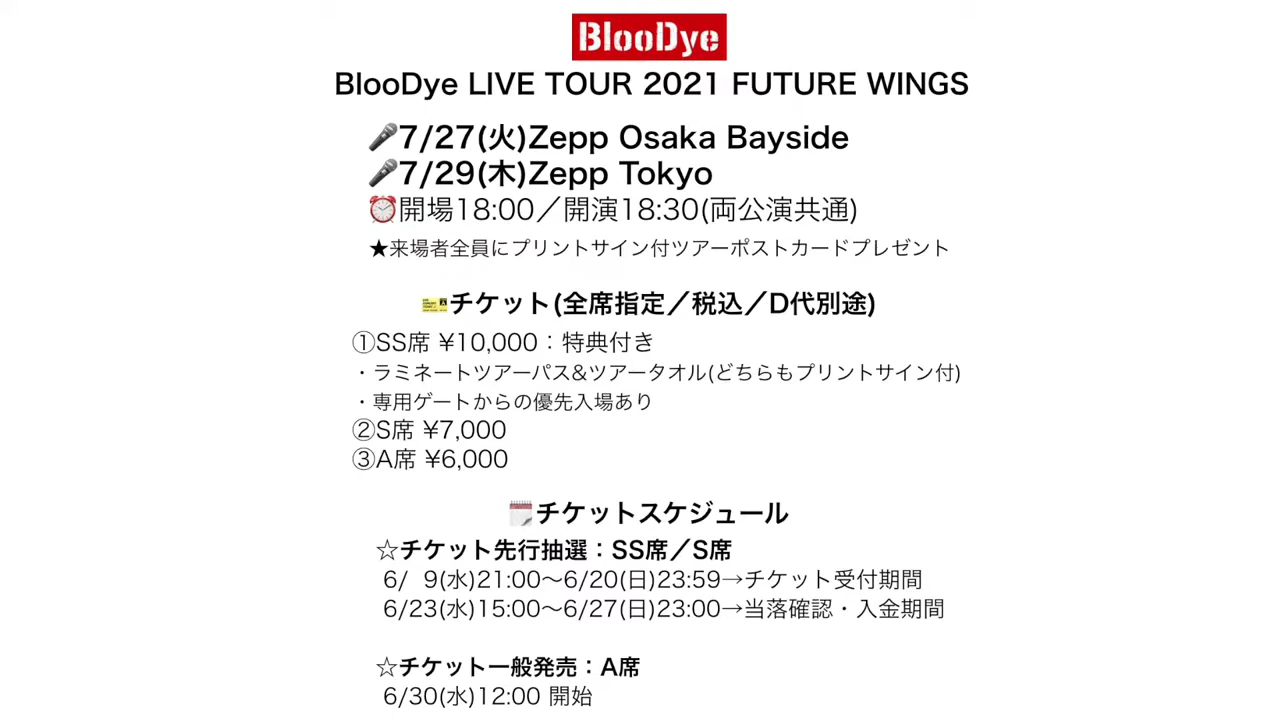 BlooDye
BlooDye LIVE TOUR 2021 FUTURE WINGS
🎤7/27(火)Zepp Osaka Bayside
🎤7/29(木)Zepp Tokyo
⏰開場18:00／開演18:30(両公演共通)
★来場者全員にプリントサイン付ツアーポストカードプレゼント
🎫チケット(全席指定／税込／D代別途)
①SS席 ¥10,000：特典付き
・ラミネートツアーパス&ツアータオル(どちらもプリントサイン付)
・専用ゲートからの優先入場あり
②S席 ¥7,000
③A席 ¥6,000
🗓チケットスケジュール
☆チケット先行抽選：SS席／S席
6/ 9(水)21:00〜6/20(日)23:59→チケット受付期間
6/23(水)15:00〜6/27(日)23:00→当落確認・入金期間
☆チケット一般発売：A席
6/30(水)12:00 開始